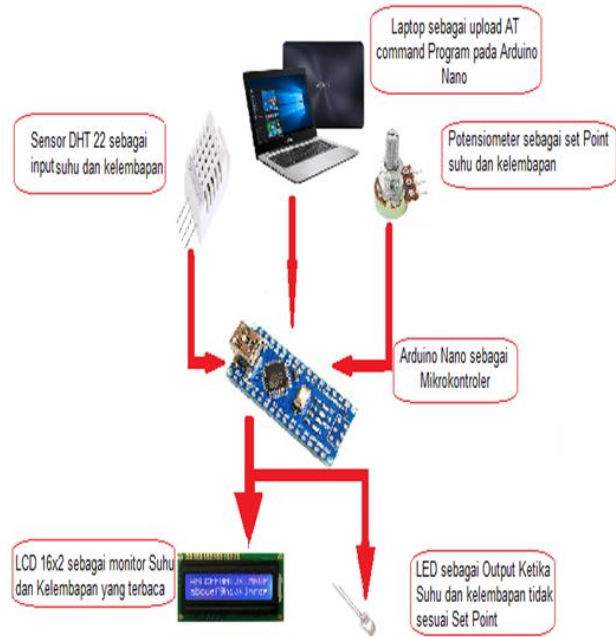 Laptop sebagai upload AT
command Program pada Arduino
Nano
Sensor DHT 22 sebagai
input suhu dan kelembapan
Potensiometer sebagai set Point
suhu dan kelembapan
Arduino Nano sebagai
Mikrokontroler
LCD 16x2 sebagai monitor Suhu
dan Kelembapan yang terbaca
LED sebagai Output Ketika
Suhu dan kelembapan tidak
sesuai Set Point